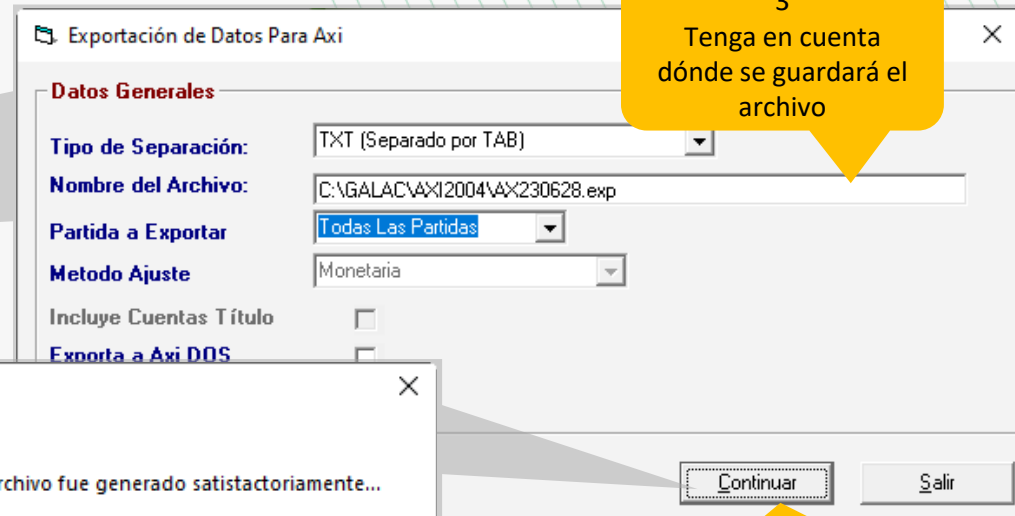 3
Tenga en cuenta
dónde se guardará el
archivo
Exportación de Datos Para Axi
Datos Generales
Tipo de Separación:
TXT (Separado por TAB)
Nombre del Archivo:
C:\GALAC\AXI2004\AX230628.exp
Partida a Exportar
Todas Las Partidas
Metodo Ajuste
Monetaria
Incluye Cuentas Título
Exporta a Axi DOS
rchivo fue generado satisfactoriamente...
Continuar
Salir